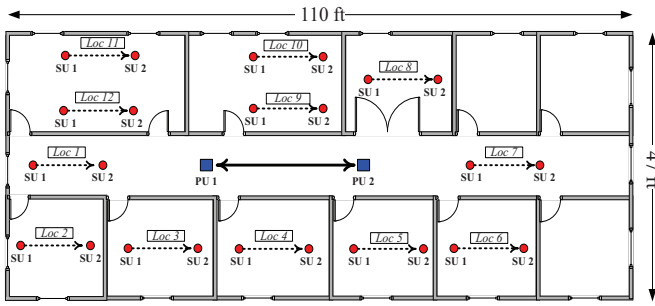 110 ft
Loc 11
SU 1 SU 2
Loc 10
SU 1 SU 2
Loc 8
SU 1 SU 2
Loc 12
SU 1 SU 2
Loc 9
SU 1 SU 2
Loc 1
SU 1 SU 2
PU 1 PU 2
Loc 7
SU 1 SU 2
47 ft
Loc 2
SU 1 SU 2
Loc 3
SU 1 SU 2
Loc 4
SU 1 SU 2
Loc 5
SU 1 SU 2
Loc 6
SU 1 SU 2